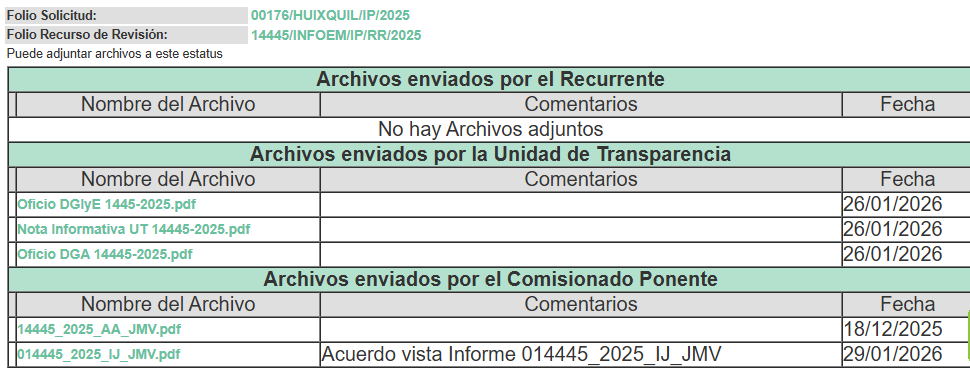 Folio Solicitud: 00176/HUIXQUIL/IP/2025
Folio Recurso de Revisión: 14445/INFOEM/IP/RR/2025
Puede adjuntar archivos a este estatus
Archivos enviados por el Recurrente
Nombre del Archivo Comentarios Fecha
No hay Archivos adjuntos
Archivos enviados por la Unidad de Transparencia
Nombre del Archivo Comentarios Fecha
Oficio DGIyE 1445-2025.pdf 26/01/2026
Nota Informativa UT 14445-2025.pdf 26/01/2026
Oficio DGA 14445-2025.pdf 26/01/2026
Archivos enviados por el Comisionado Ponente
Nombre del Archivo Comentarios Fecha
14445_2025_AA_JMV.pdf 18/12/2025
014445_2025_IJ_JMV.pdf Acuerdo vista Informe 014445_2025_IJ_JMV 29/01/2026